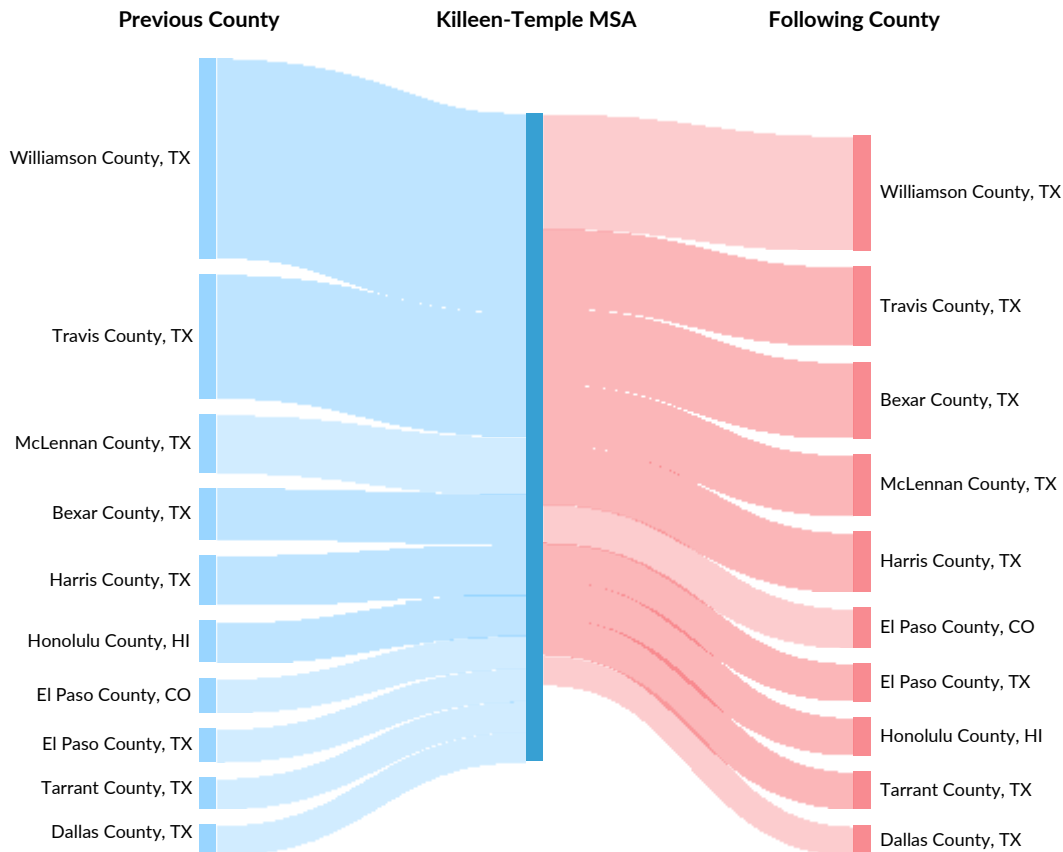 Previous County
Killeen-Temple MSA
Following County
Williamson County, TX
Travis County, TX
McLennan County, TX
Bexar County, TX
Harris County, TX
Honolulu County, HI
El Paso County, CO
El Paso County, TX
Tarrant County, TX
Dallas County, TX
Williamson County, TX
Travis County, TX
Bexar County, TX
McLennan County, TX
Harris County, TX
El Paso County, CO
El Paso County, TX
Honolulu County, HI
Tarrant County, TX
Dallas County, TX